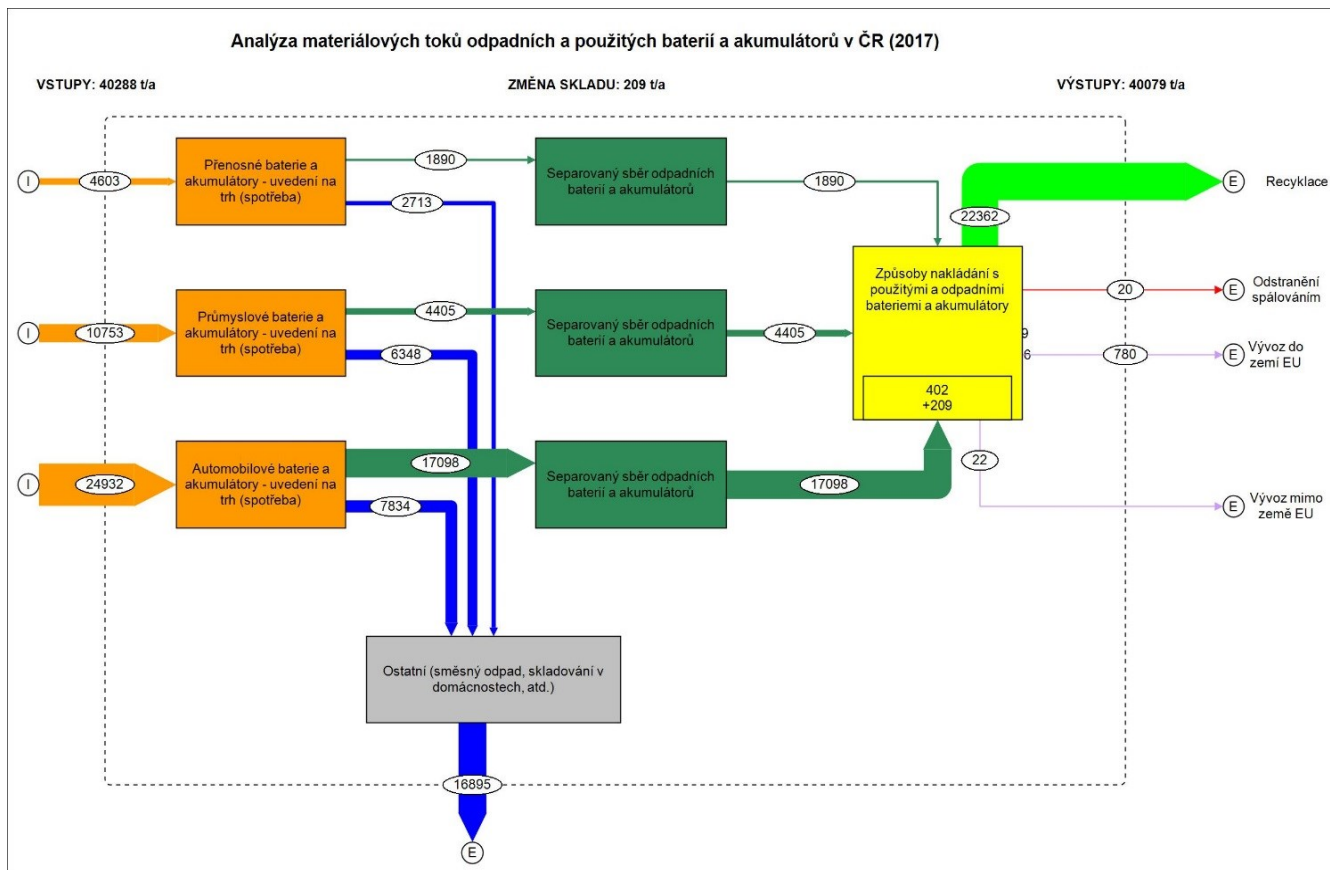 Analýza materiálových toků odpadních a použitých baterií a akumulátorů v ČR (2017)
VSTUPY: 40288 t/a
ZMĚNA SKLADU: 209 t/a
VÝSTUPY: 40079 t/a
I
4603
Přenosné baterie a
akumulátory - uvedení na
trh (spotřeba)
1890
2713
Separovaný sběr odpadních
baterií a akumulátorů
1890
22362
E
Recyklace
I
10753
Průmyslové baterie a
akumulátory - uvedení na
trh (spotřeba)
4405
6348
Separovaný sběr odpadních
baterií a akumulátorů
4405
Způsoby nakládání s
použitými a odpadními
bateriemi a akumulátory
402
+209
20
E
Odstranění
spálováním
9
6
780
E
Vývoz do
zemí EU
22
E
Vývoz mimo
země EU
I
24932
Automobilové baterie a
akumulátory - uvedení na
trh (spotřeba)
17098
7834
Separovaný sběr odpadních
baterií a akumulátorů
17098
Ostatní (směsný odpad, skladování v
domácnostech, atd.)
16895
E